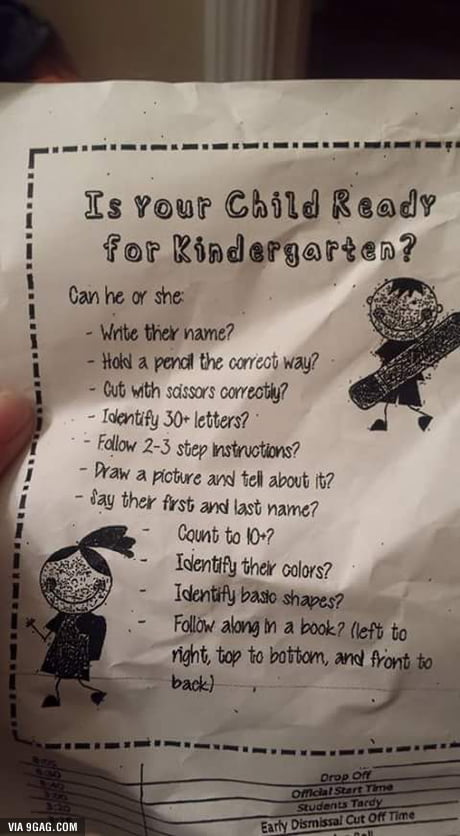 Is Your Child Ready
for Kindergarten?
Can he or she:
- Write their name?
- Hold a pencil the correct way?
- Cut with scissors correctly?
- Identify 30+ letters?
- Follow 2-3 step instructions?
- Draw a picture and tell about it?
- Say their first and last name?
- Count to 10+?
- Identify their colors?
- Identify basic shapes?
- Follow along in a book? (left to
right, top to bottom, and front to
back)
Drop Off
Official Start Time
Students Tardy
Early Dismissal Cut Off Time
VIA 9GAG.COM